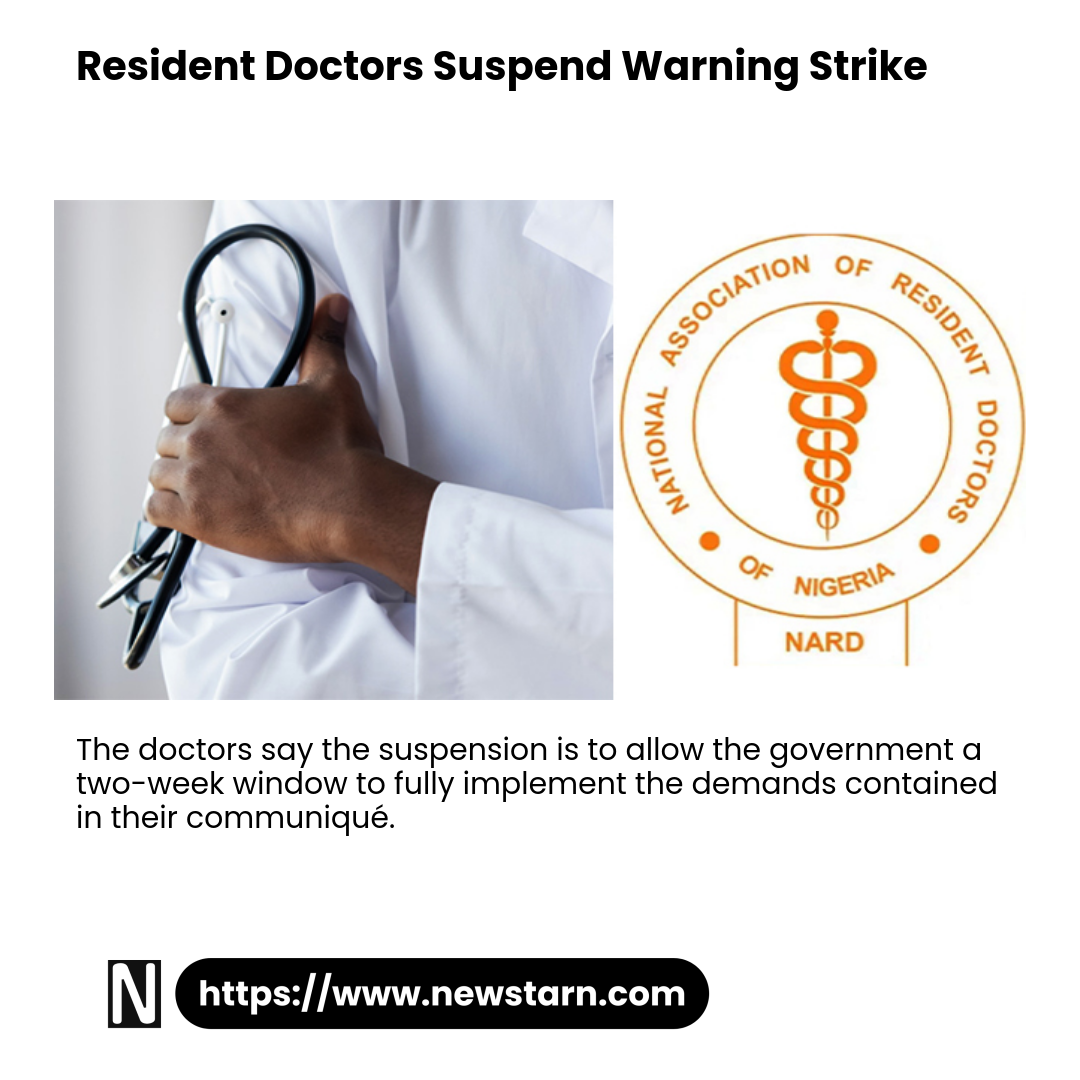 Resident Doctors Suspend Warning Strike
NATIONAL ASSOCIATION OF RESIDENT DOCTORS
OF NIGERIA
NARD
The doctors say the suspension is to allow the government a
two-week window to fully implement the demands contained
in their communiqué.
N
https://www.newstarn.com